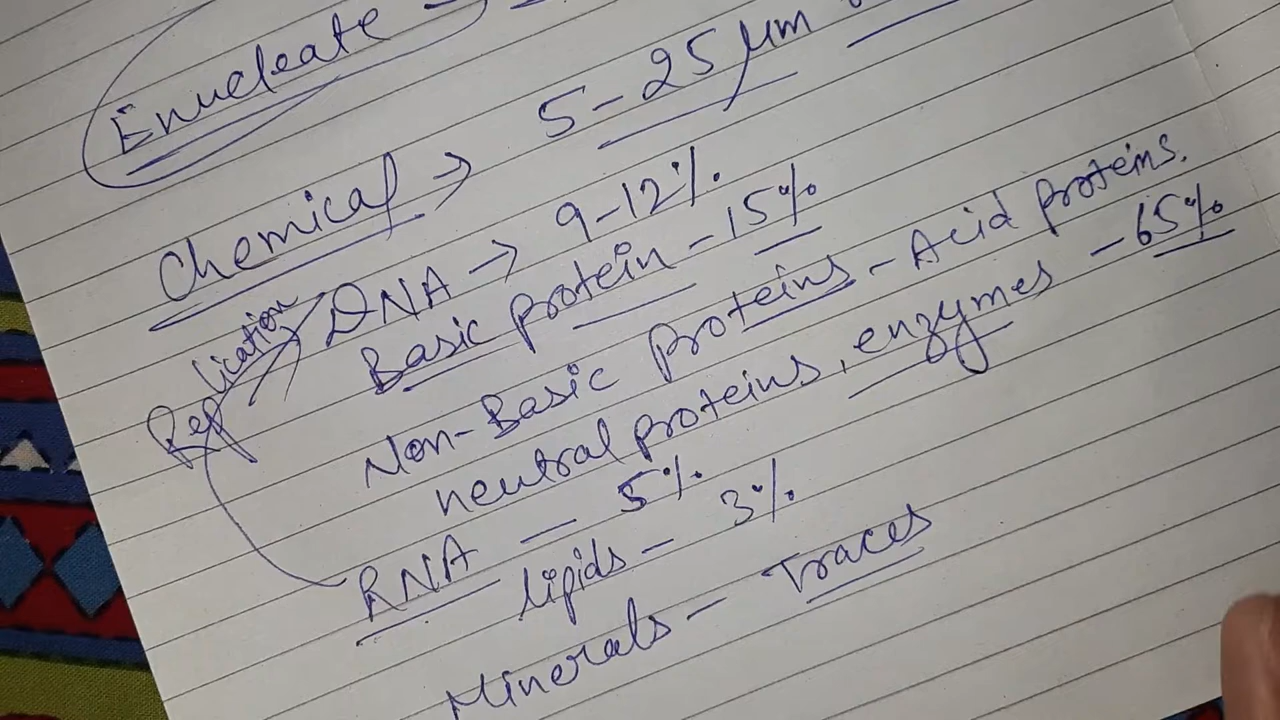 Enucleate -
5-25 μm
Chemical →
DNA → 9-12%.
Basic protein - 15%
Non-Basic Proteins - Acid proteins.
neutral proteins, enzymes - 65%
Replication
RNA — 5%.
lipids - 3%.
Minerals - Traces